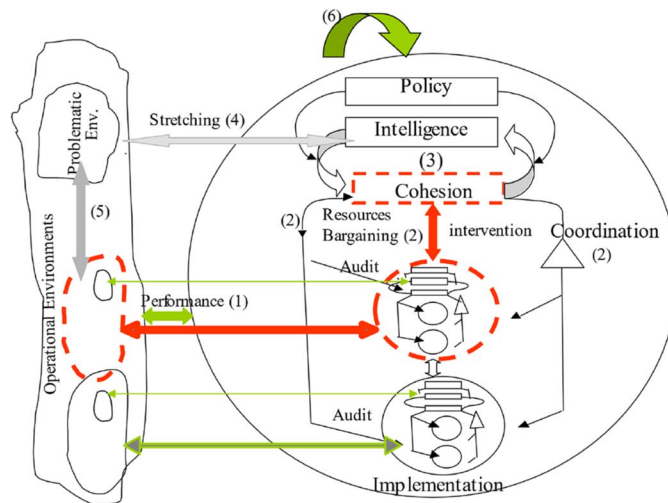 (6)
Policy
Stretching (4)
Intelligence
Problematic
Env.
(3)
Cohesion
(5)
(2)
Resources
Bargaining (2)
intervention
Coordination
(2)
Audit
Operational Environments
Performance (1)
Audit
Implementation